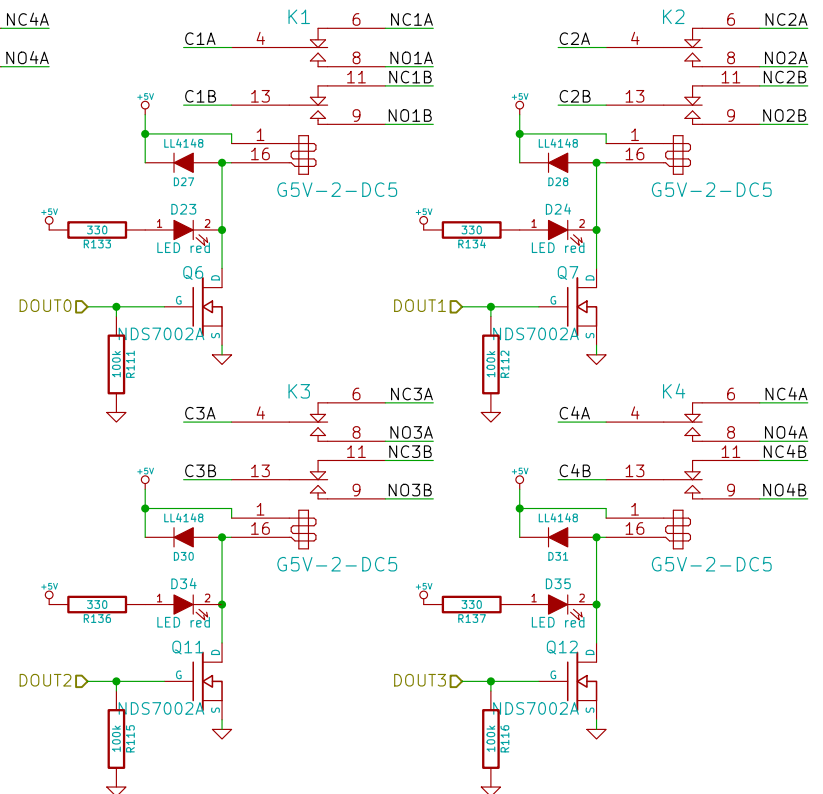 NC4A
NO4A
K1
C1A 4 6 NC1A
8 NO1A
11 NC1B
C1B 13
9 NO1B
+5V
1
16
LL4148
D27
G5V-2-DC5
+5V
330
R133
D23
1 2
LED red
Q6
D
G
S
DOUT0
NDS7002A
100k
R111
K2
C2A 4 6 NC2A
8 NO2A
11 NC2B
C2B 13
9 NO2B
+5V
1
16
LL4148
D28
G5V-2-DC5
+5V
330
R134
D24
1 2
LED red
Q7
D
G
S
DOUT1
NDS7002A
100k
R112
K3
C3A 4 6 NC3A
8 NO3A
11 NC3B
C3B 13
9 NO3B
+5V
1
16
LL4148
D30
G5V-2-DC5
+5V
330
R136
D34
1 2
LED red
Q11
D
G
S
DOUT2
NDS7002A
100k
R115
K4
C4A 4 6 NC4A
8 NO4A
11 NC4B
C4B 13
9 NO4B
+5V
1
16
LL4148
D31
G5V-2-DC5
+5V
330
R137
D35
1 2
LED red
Q12
D
G
S
DOUT3
NDS7002A
100k
R116